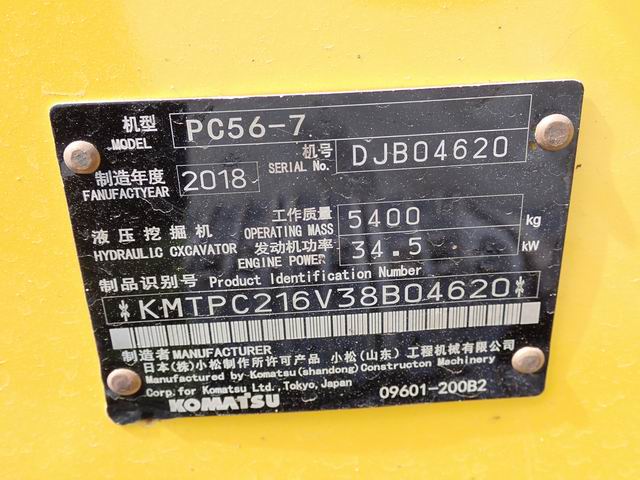 机型 MODEL PC56-7
机号 SERIAL No. DJB04620
制造年度 FANUFACTYEAR 2018
液压挖掘机 HYDRAULIC CXCAVATOR
工作质量 OPERATING MASS 5400 kg
发动机功率 ENGINE POWER 34.5 kW
制品识别号 Product Identification Number
*KMTPC216V38B04620*
制造者 MANUFACTURER
日本(株)小松制作所许可产品 小松(山东)工程机械有限公司
Manufactured by Komatsu (shandong) Constructon Machinery
Corp. for Komatsu Ltd., Tokyo, Japan
KOMATSU 09601-200B2